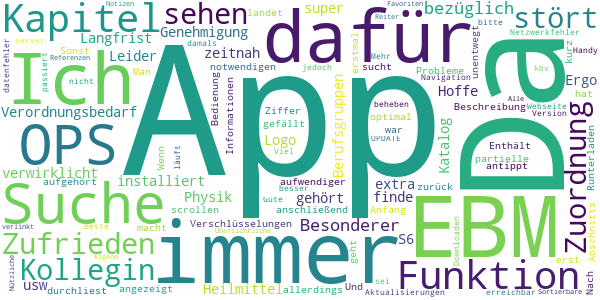 Notizen
damals
Kapitel
Langfrist
server
Sonst
datenfehler
Man
Referenzen
passiert
nicht
Ich
Verordnungsbedarf
OPS
verwirklicht
aufgehört
Wenn
läuft
installiert
Suche
Zufrieden
Kollegin
usw
durchliest
angezeigt
verlinkt
Beste
macht
Eigene
Übersichtliche
Nützliche
sehen
landet
Genehmigung
Leider
zeitnah
notwendigen
App
Bedienung
Informationen
Ziffer
gefällt
Logo
Viel
besser
Gute
Physik
scrollen
aufwendiger
anschließend
gehört
Verschlüsselungen
immer
geht
Heilmittel
allerdings
Und
super
erstmal
jedoch
dafür
Mehr
sucht
Berufsgruppen
war
UPDATE
optimal
extra
finde
Anfang
Besonderer
S6
sei
Aktualisierungen
Favoriten
Reiter
bitte
bezüglich
unentwegt
stört
Netzwerkfehler
kurz
Handy
Probleme
Navigation
beheben
kbv
Hoffe
Ergo
hat
Beschreibung
Alle
Webseite
Version
Da
Katalog
Enthält
partielle
antippt
zurück
EBM
Zuordnung
Runterladen
Abschnitts
erst
Downloaden
Funktion
Nach
erreichbar
Sortierbare